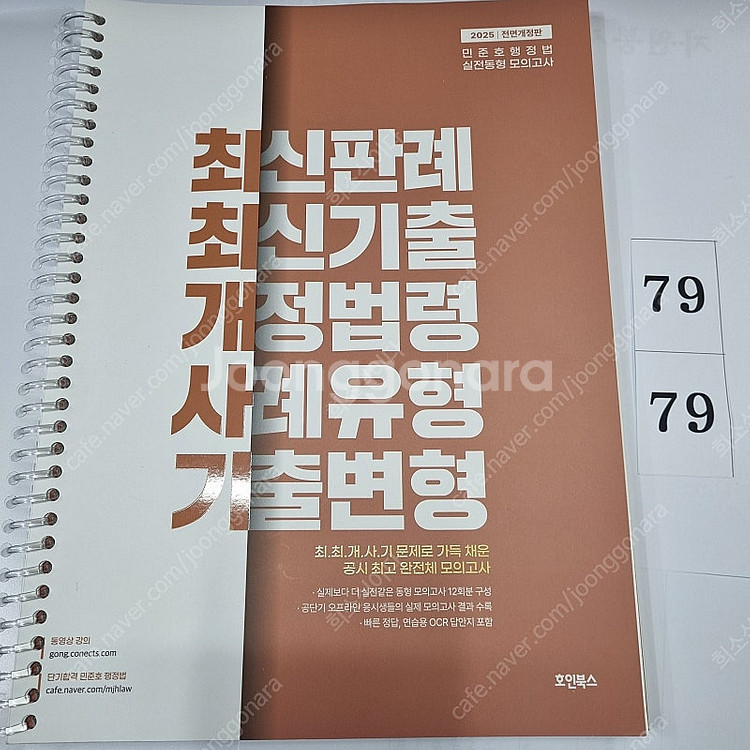 2025 | 전면개정판
민준호행정법
실전동형 모의고사
최신판례
최신기출
개정법령
사례유형
기출변형
최.최.개.사.기 문제로 가득 채운
공시 최고 완전체 모의고사
· 실제보다 더 실전같은 동형 모의고사 12회분 구성
· 공단기 오프라인 응시생들의 실제 모의고사 결과 수록
· 빠른 정답, 연습용 OCR 답안지 포함
동영상 강의
gong.conects.com
단기합격 민준호 행정법
cafe.naver.com/mjhlaw
호인북스
79
79
Joonggonara
cafe.naver.com/joonggonara